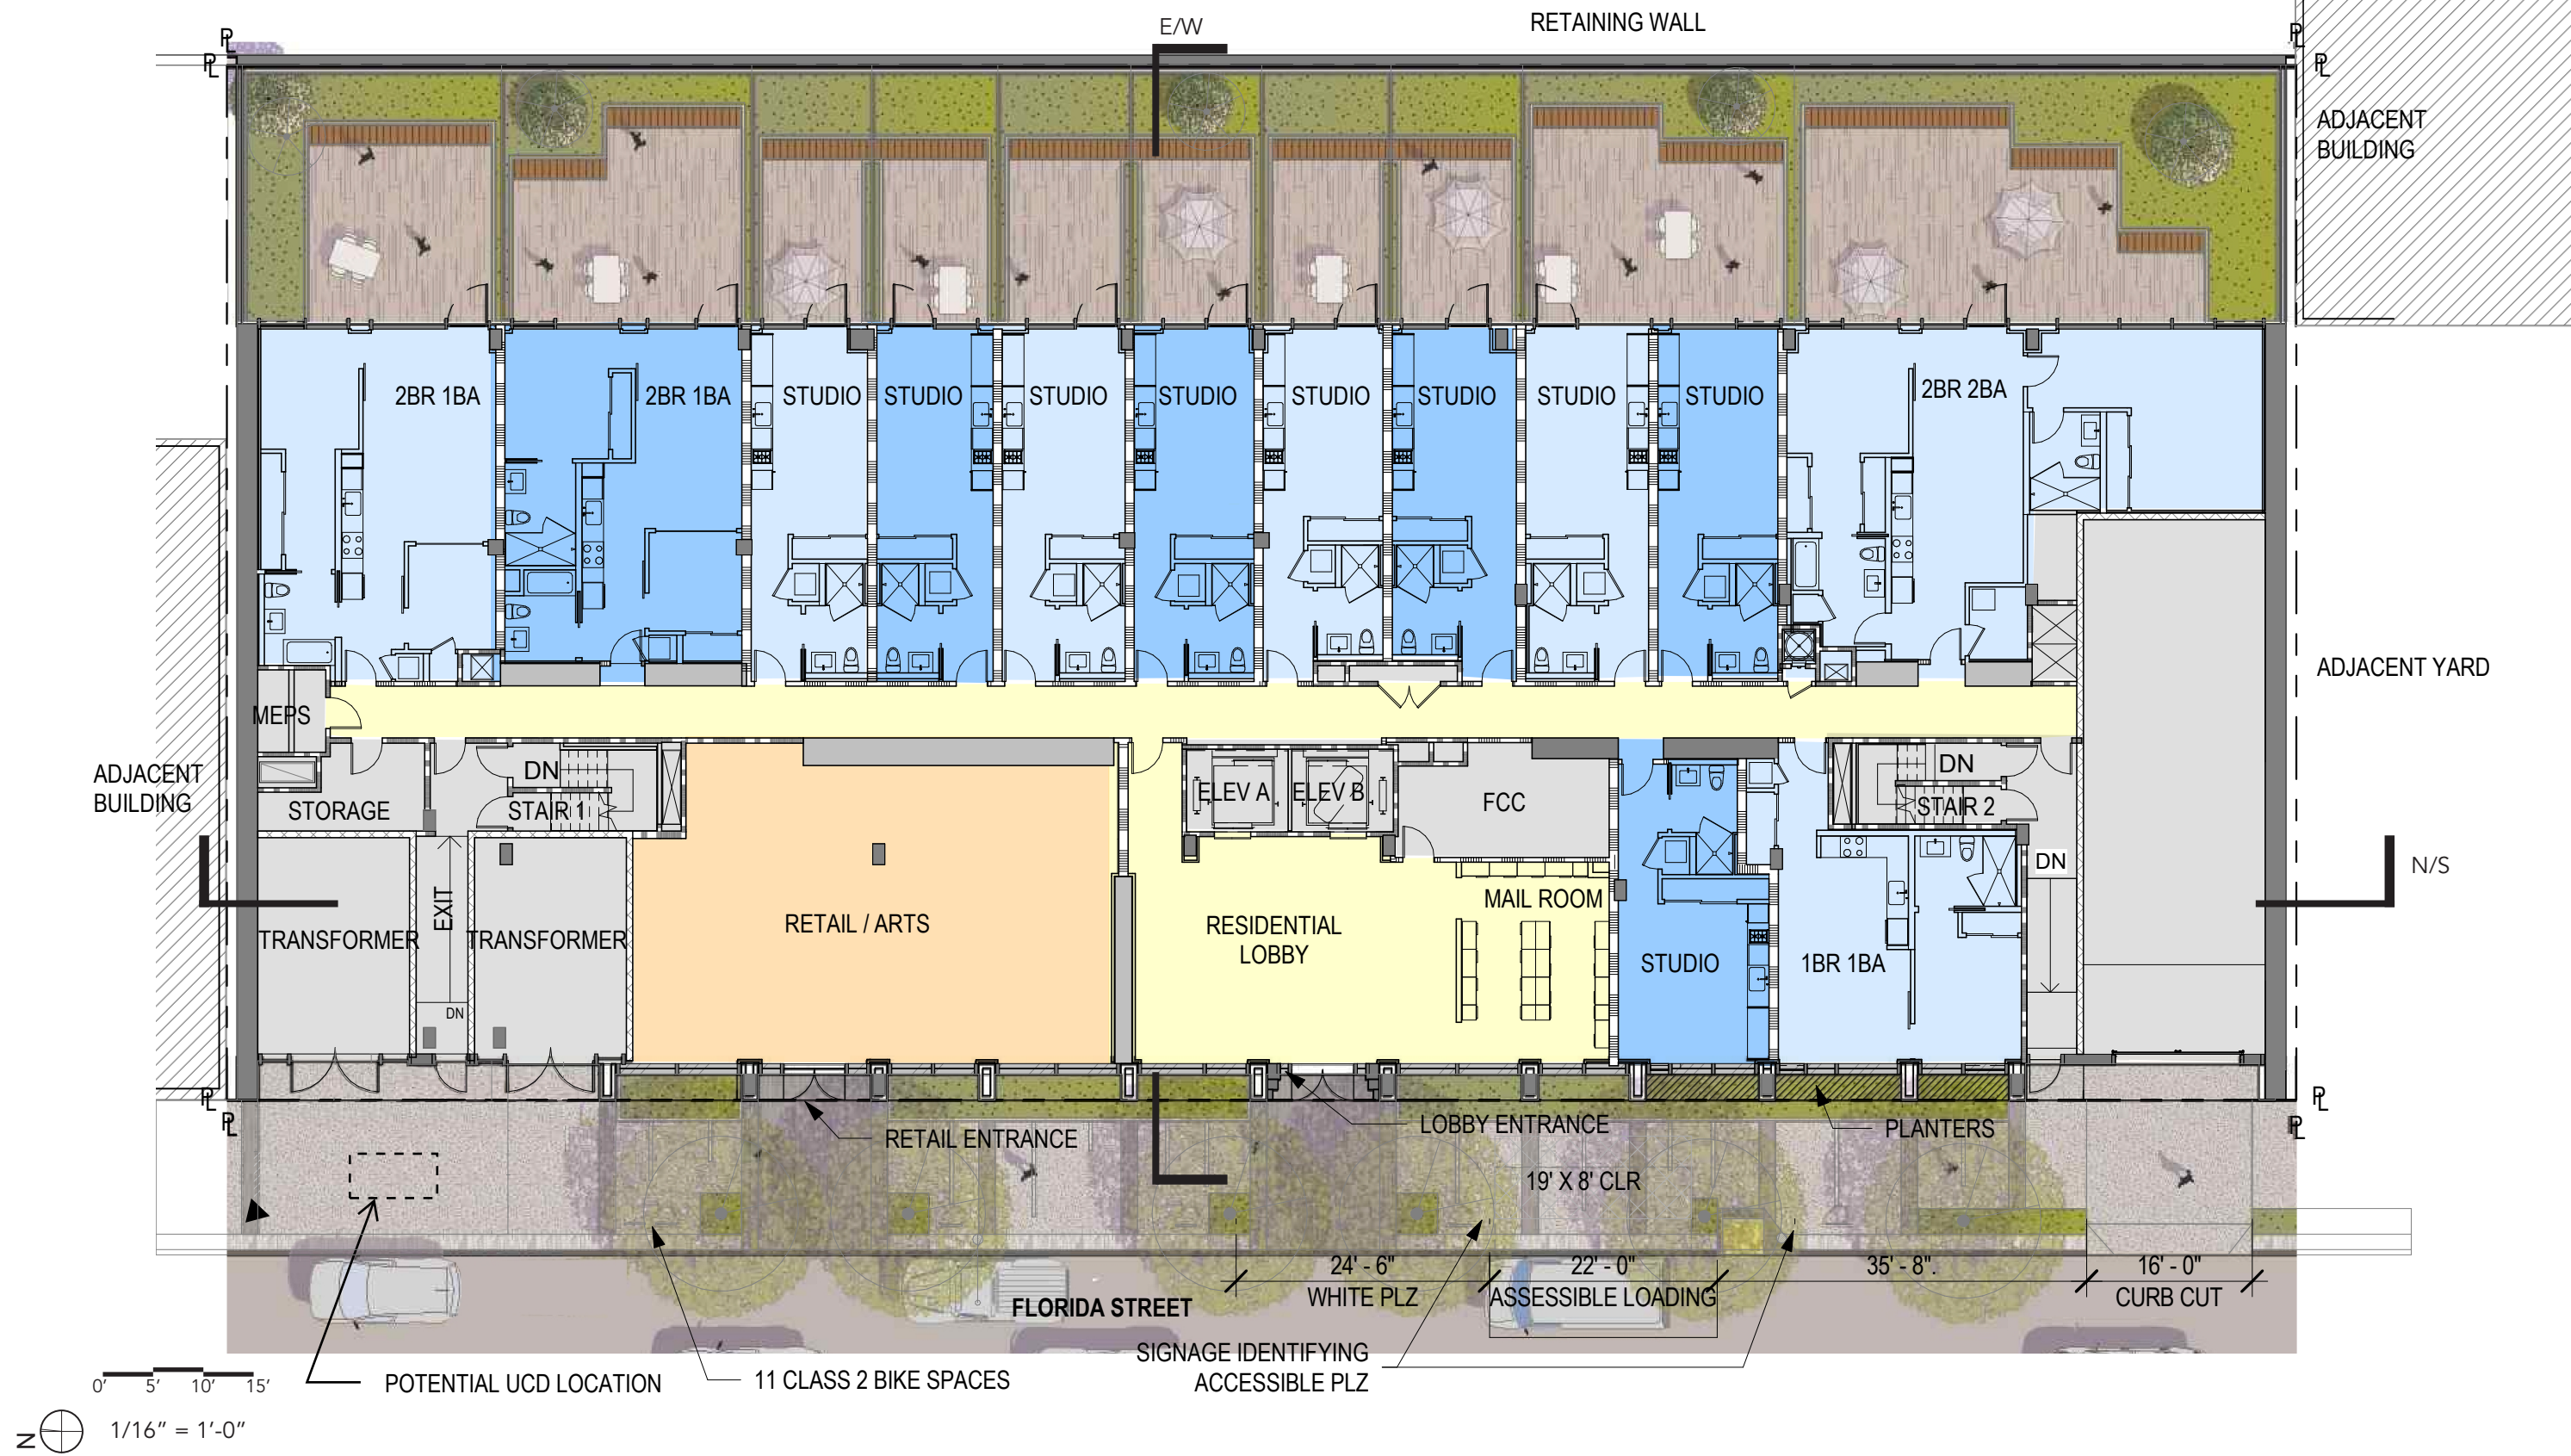 E/W
RETAINING WALL
PL
PL
PL
PL
ADJACENT
BUILDING
2BR 1BA
2BR 1BA
STUDIO
STUDIO
STUDIO
STUDIO
STUDIO
STUDIO
STUDIO
STUDIO
2BR 2BA
ADJACENT YARD
MEPS
ADJACENT
BUILDING
STORAGE
DN
STAIR 1
ELEV A
ELEV B
FCC
DN
STAIR 2
TRANSFORMER
EXIT
DN
TRANSFORMER
RETAIL / ARTS
RESIDENTIAL
LOBBY
MAIL ROOM
STUDIO
1BR 1BA
DN
N/S
PL
PL
PL
PL
RETAIL ENTRANCE
LOBBY ENTRANCE
PLANTERS
19' X 8' CLR
24' - 6"
WHITE PLZ
22' - 0"
ASSESSIBLE LOADING
35' - 8".
16' - 0"
CURB CUT
FLORIDA STREET
SIGNAGE IDENTIFYING
ACCESSIBLE PLZ
POTENTIAL UCD LOCATION
11 CLASS 2 BIKE SPACES
0' 5' 10' 15'
N
1/16" = 1'-0"